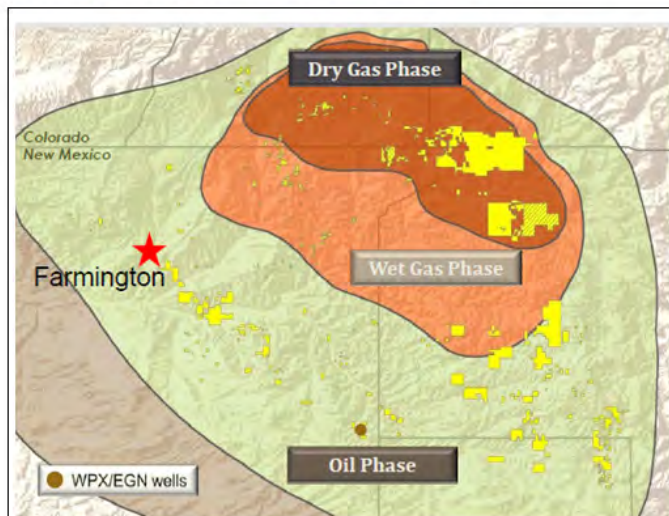 Dry Gas Phase
Colorado
New Mexico
Farmington
Wet Gas Phase
Oil Phase
WPX/EGN wells